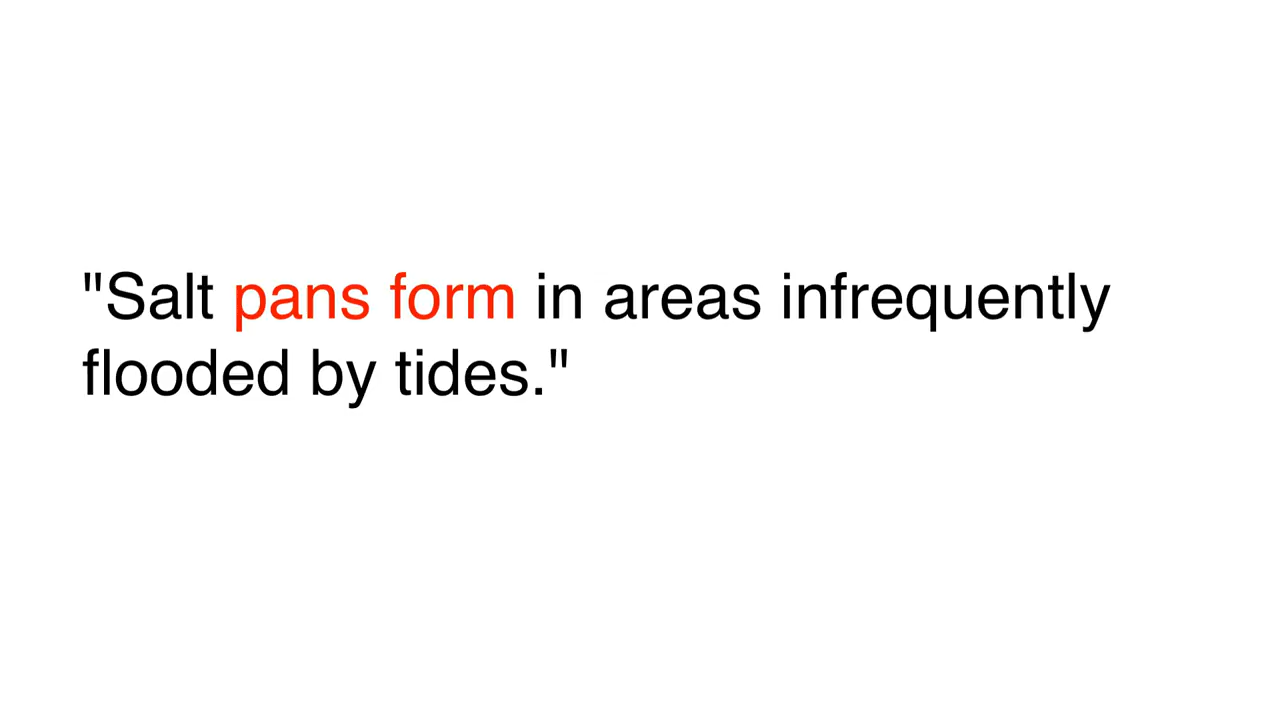 "Salt pans form in areas infrequently
flooded by tides."